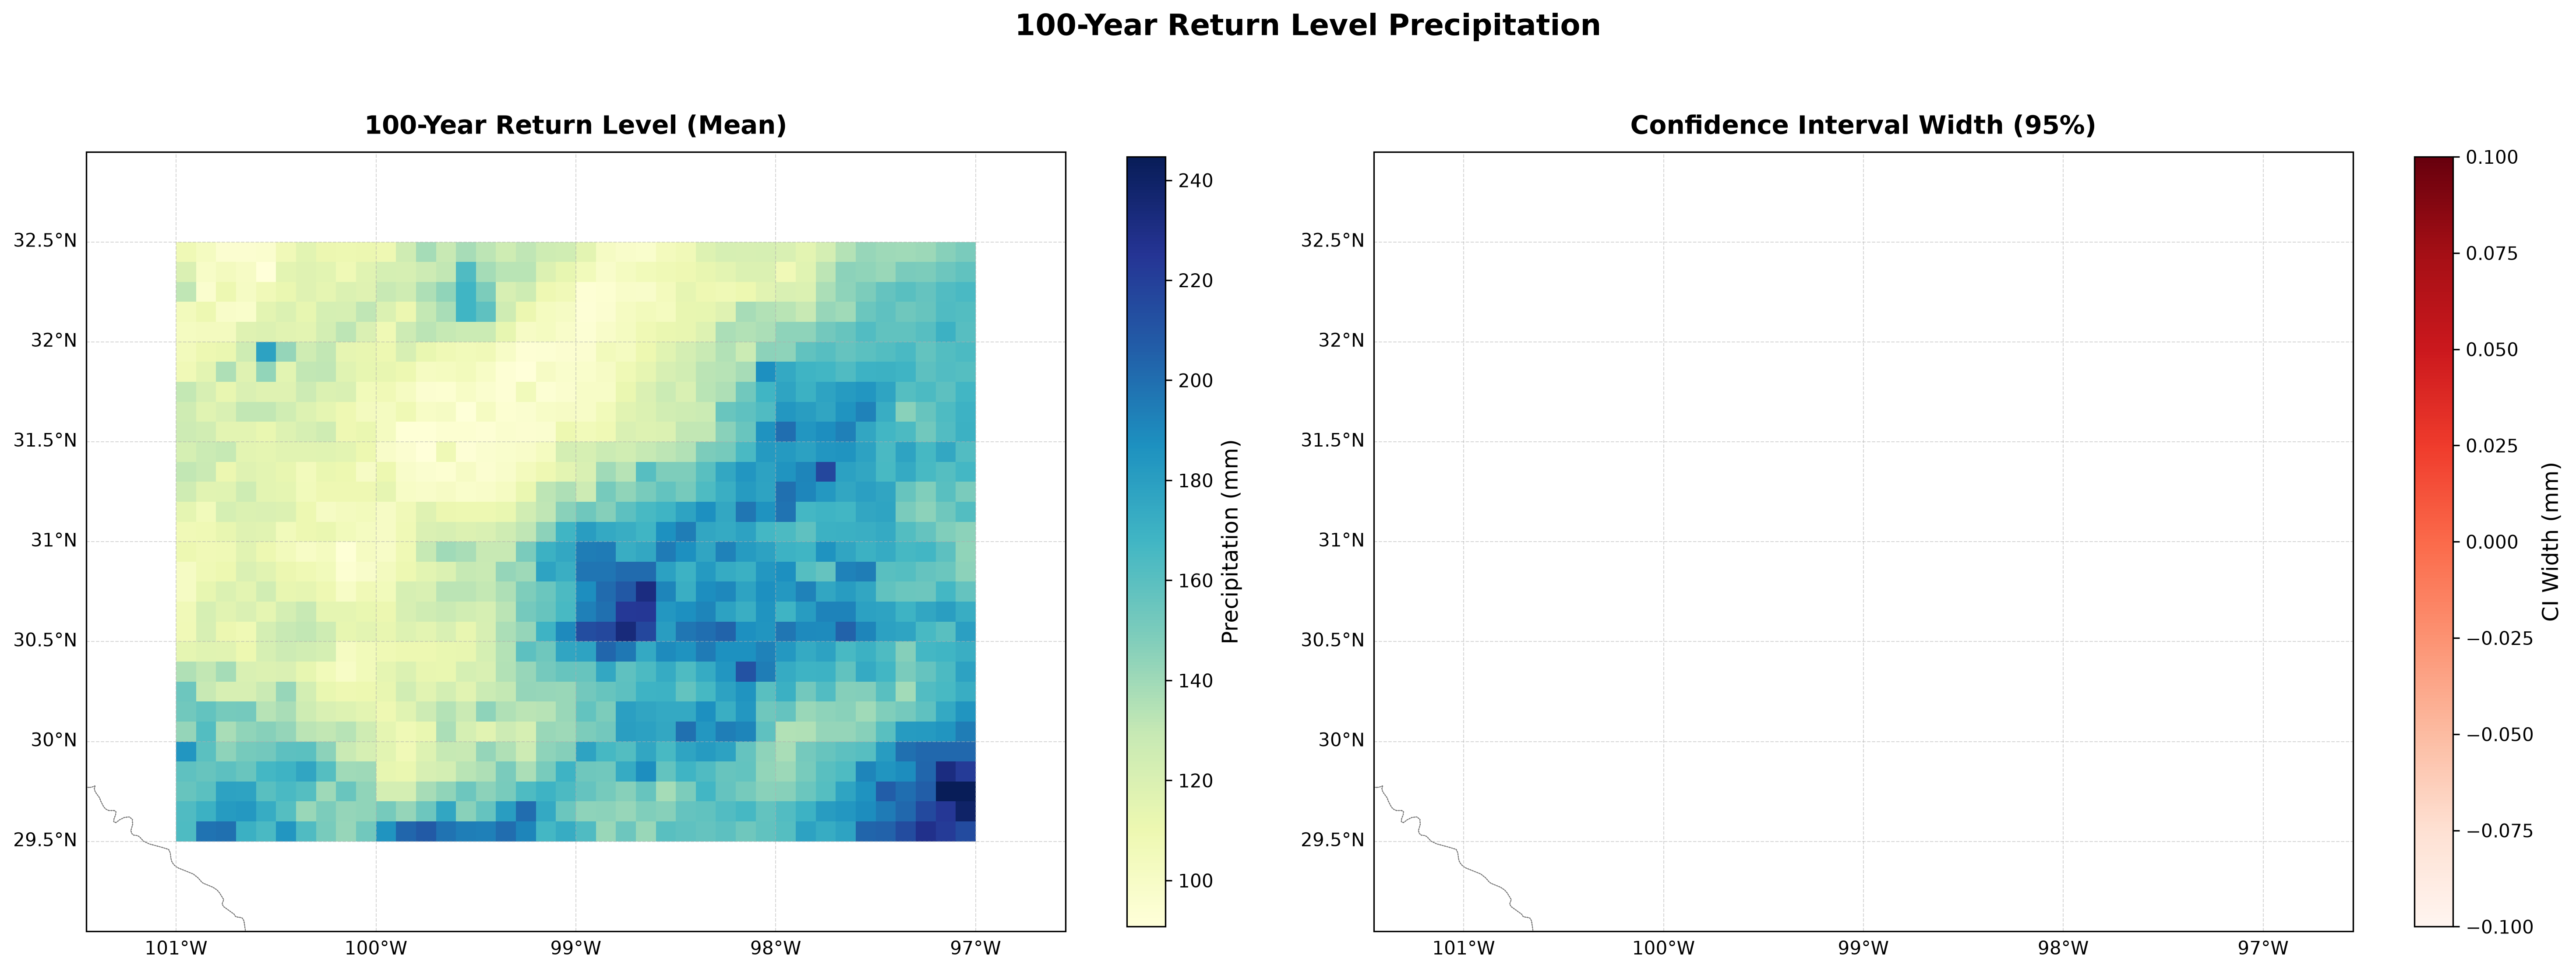 100-Year Return Level Precipitation
100-Year Return Level (Mean)
32.5°N
32°N
31.5°N
31°N
30.5°N
30°N
29.5°N
101°W
100°W
99°W
98°W
97°W
240
220
200
180
160
140
120
100
Precipitation (mm)
Confidence Interval Width (95%)
32.5°N
32°N
31.5°N
31°N
30.5°N
30°N
29.5°N
101°W
100°W
99°W
98°W
97°W
0.100
0.075
0.050
0.025
0.000
−0.025
−0.050
−0.075
−0.100
CI Width (mm)